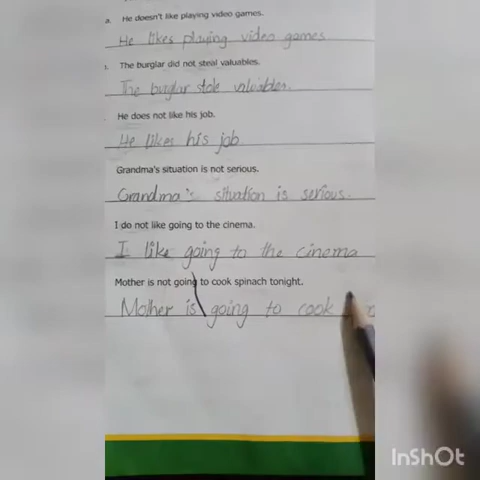 a. He doesn't like playing video games.
He likes playing video games
The burglar did not steal valuables.
The burglar stole valuables.
He does not like his job.
He likes his job.
Grandma's situation is not serious.
Grandma's situation is serious.
I do not like going to the cinema.
I like going to the cinema
Mother is not going to cook spinach tonight.
Mother is going to cook
InShOt